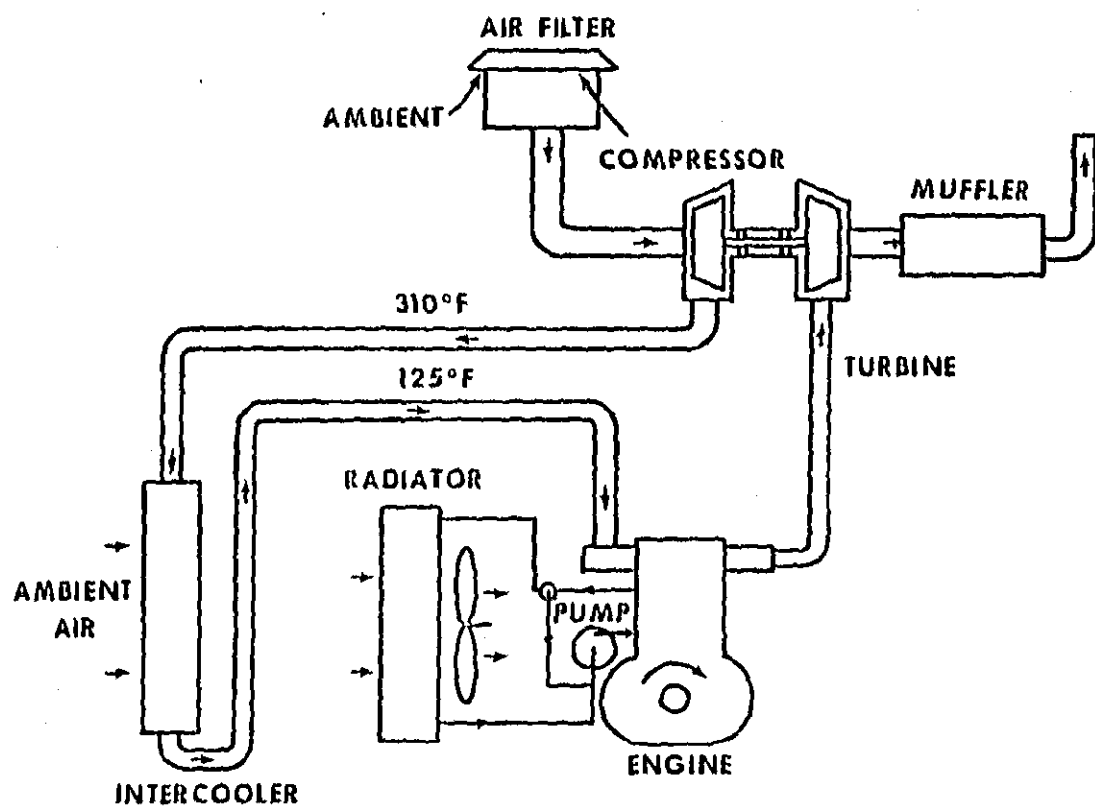 AIR FILTER
AMBIENT
COMPRESSOR
MUFFLER
310°F
TURBINE
125°F
RADIATOR
AMBIENT
AIR
PUMP
ENGINE
INTERCOOLER